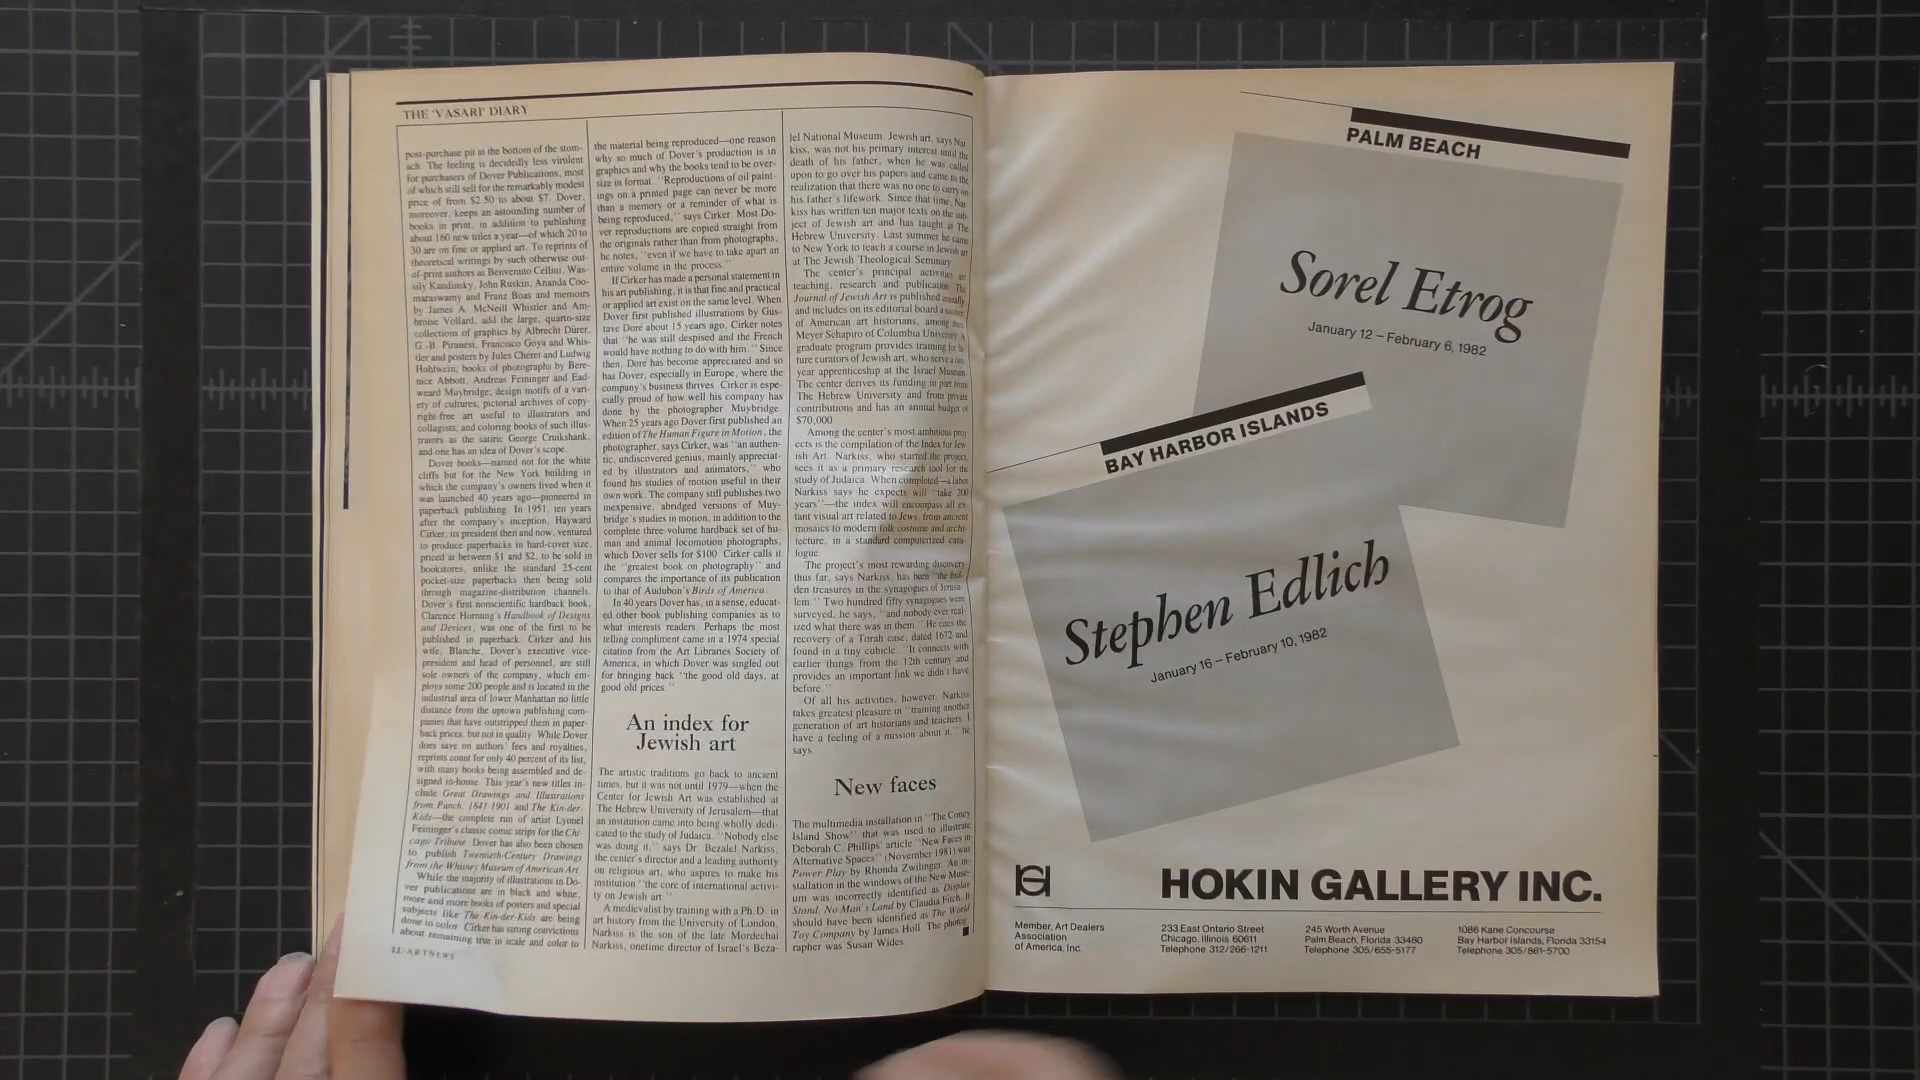 THE 'VASARI' DIARY
post-purchase pit at the bottom of the stom-
ach. The feeling is decidedly less virulent
for purchasers of Dover Publications, most
of which still sell for the remarkably modest
price of from $2.50 to about $7. Dover,
moreover, keeps an astounding number of
books in print, in addition to publishing
about 160 new titles a year—of which 20 to
30 are on fine or applied art. To reprints of
theoretical writings by such otherwise out-
of-print authors as Benvenuto Cellini, Was-
sily Kandinsky, John Ruskin, Ananda Coo-
maraswamy and Franz Boas and memoirs
by James A. McNeill Whistler and Am-
broise Vollard, add the large, quarto-size
collections of graphics by Albrecht Dürer,
G.-B. Piranesi, Francisco Goya and Whis-
tler and posters by Jules Cheret and Ludwig
Hohlwein; books of photographs by Bere-
nice Abbott, Andreas Feininger and Ead-
weard Muybridge; design motifs of a vari-
ety of cultures; pictorial archives of copy-
right-free art useful to illustrators and
collagists; and coloring books of such illus-
trators as the satiric George Cruikshank,
and one has an idea of Dover's scope.
Dover books—named not for the white
cliffs but for the New York building in
which the company's owners lived when it
was launched 40 years ago—pioneered in
paperback publishing. In 1951, ten years
after the company's inception, Hayward
Cirker, its president then and now, ventured
to produce paperbacks in hard-cover size,
priced at between $1 and $2, to be sold in
bookstores, unlike the standard 25-cent
pocket-size paperbacks then being sold
through magazine-distribution channels.
Dover's first nonscientific hardback book,
Clarence Hornung's Handbook of Designs
and Devices, was one of the first to be
published in paperback. Cirker and his
wife, Blanche, Dover's executive vice-
president and head of personnel, are still
sole owners of the company, which em-
ploys some 200 people and is located in the
industrial area of lower Manhattan no little
distance from the uptown publishing com-
panies that have outstripped them in paper-
back prices, but not in quality. While Dover
does save on authors' fees and royalties,
reprints count for only 40 percent of its list,
with many books being assembled and de-
signed in-house. This year's new titles in-
clude Great Drawings and Illustrations
from Punch, 1841-1901 and The Kin-der-
Kids—the complete run of artist Lyonel
Feininger's classic comic strips for the Chi-
cago Tribune. Dover has also been chosen
to publish Twentieth-Century Drawings
from the Whitney Museum of American Art.
While the majority of illustrations in Do-
ver publications are in black and white,
more and more books of posters and special
subjects like The Kin-der-Kids are being
done in color. Cirker has strong convictions
about remaining true in scale and color to
22/ARTNEWS
the material being reproduced—one reason
why so much of Dover's production is in
graphics and why the books tend to be over-
size in format. "Reproductions of oil paint-
ings on a printed page can never be more
than a memory or a reminder of what is
being reproduced," says Cirker. Most Do-
ver reproductions are copied straight from
the originals rather than from photographs,
he notes, "even if we have to take apart an
entire volume in the process."
If Cirker has made a personal statement in
his art publishing, it is that fine and practical
or applied art exist on the same level. When
Dover first published illustrations by Gus-
tave Doré about 15 years ago, Cirker notes
that "he was still despised and the French
would have nothing to do with him." Since
then, Doré has become appreciated and so
has Dover, especially in Europe, where the
company's business thrives. Cirker is espe-
cially proud of how well his company has
done by the photographer Muybridge.
When 25 years ago Dover first published an
edition of The Human Figure in Motion, the
photographer, says Cirker, was "an authen-
tic, undiscovered genius, mainly appreciat-
ed by illustrators and animators," who
found his studies of motion useful in their
own work. The company still publishes two
inexpensive, abridged versions of Muy-
bridge's studies in motion, in addition to the
complete three-volume hardback set of hu-
man and animal locomotion photographs,
which Dover sells for $100. Cirker calls it
the "greatest book on photography" and
compares the importance of its publication
to that of Audubon's Birds of America.
In 40 years Dover has, in a sense, educat-
ed other book publishing companies as to
what interests readers. Perhaps the most
telling compliment came in a 1974 special
citation from the Art Libraries Society of
America, in which Dover was singled out
for bringing back "the good old days, at
good old prices."
An index for
Jewish art
The artistic traditions go back to ancient
times, but it was not until 1979—when the
Center for Jewish Art was established at
The Hebrew University of Jerusalem—that
an institution came into being wholly dedi-
cated to the study of Judaica. "Nobody else
was doing it," says Dr. Bezalel Narkiss,
the center's director and a leading authority
on religious art, who aspires to make his
institution "the core of international activi-
ty on Jewish art."
A medievalist by training with a Ph.D. in
art history from the University of London,
Narkiss is the son of the late Mordechai
Narkiss, onetime director of Israel's Beza-
lel National Museum. Jewish art, says Nar-
kiss, was not his primary interest until the
death of his father, when he was called
upon to go over his papers and came to the
realization that there was no one to carry on
his father's lifework. Since that time, Nar-
kiss has written ten major texts on the sub-
ject of Jewish art and has taught at The
Hebrew University. Last summer he came
to New York to teach a course in Jewish art
at The Jewish Theological Seminary.
The center's principal activities are
teaching, research and publication. The
Journal of Jewish Art is published annually
and includes on its editorial board a number
of American art historians, among them
Meyer Schapiro of Columbia University. A
graduate program provides training for fu-
ture curators of Jewish art, who serve a one-
year apprenticeship at the Israel Museum.
The center derives its funding in part from
The Hebrew University and from private
contributions and has an annual budget of
$70,000.
Among the center's most ambitious proj-
ects is the compilation of the Index for Jew-
ish Art. Narkiss, who started the project,
sees it as a primary research tool for the
study of Judaica. When completed—a labor
Narkiss says he expects will "take 200
years"—the index will encompass all ex-
tant visual art related to Jews, from ancient
mosaics to modern folk costume and archi-
tecture, in a standard computerized cata-
logue.
The project's most rewarding discovery
thus far, says Narkiss, has been "the hid-
den treasures in the synagogues of Jerusa-
lem." Two hundred fifty synagogues were
surveyed, he says, "and nobody ever real-
ized what there was in them." He cites the
recovery of a Torah case, dated 1672 and
found in a tiny cubicle. "It connects with
earlier things from the 12th century and
provides an important link we didn't have
before."
Of all his activities, however, Narkiss
takes greatest pleasure in "training another
generation of art historians and teachers. I
have a feeling of a mission about it," he
says.
New faces
The multimedia installation in "The Coney
Island Show" that was used to illustrate
Deborah C. Phillips' article "New Faces in
Alternative Spaces" (November 1981) was
Power Play by Rhonda Zwillinger. An in-
stallation in the windows of the New Muse-
um was incorrectly identified as Display
Stand, No Man's Land by Claudia Fitch. It
should have been identified as The World
Toy Company by James Holl. The photog-
rapher was Susan Wides.
PALM BEACH
Sorel Etrog
January 12 – February 6, 1982
BAY HARBOR ISLANDS
Stephen Edlich
January 16 – February 10, 1982
HOKIN GALLERY INC.
Member, Art Dealers
Association
of America, Inc.
233 East Ontario Street
Chicago, Illinois 60611
Telephone 312/266-1211
245 Worth Avenue
Palm Beach, Florida 33480
Telephone 305/655-5177
1086 Kane Concourse
Bay Harbor Islands, Florida 33154
Telephone 305/861-5700